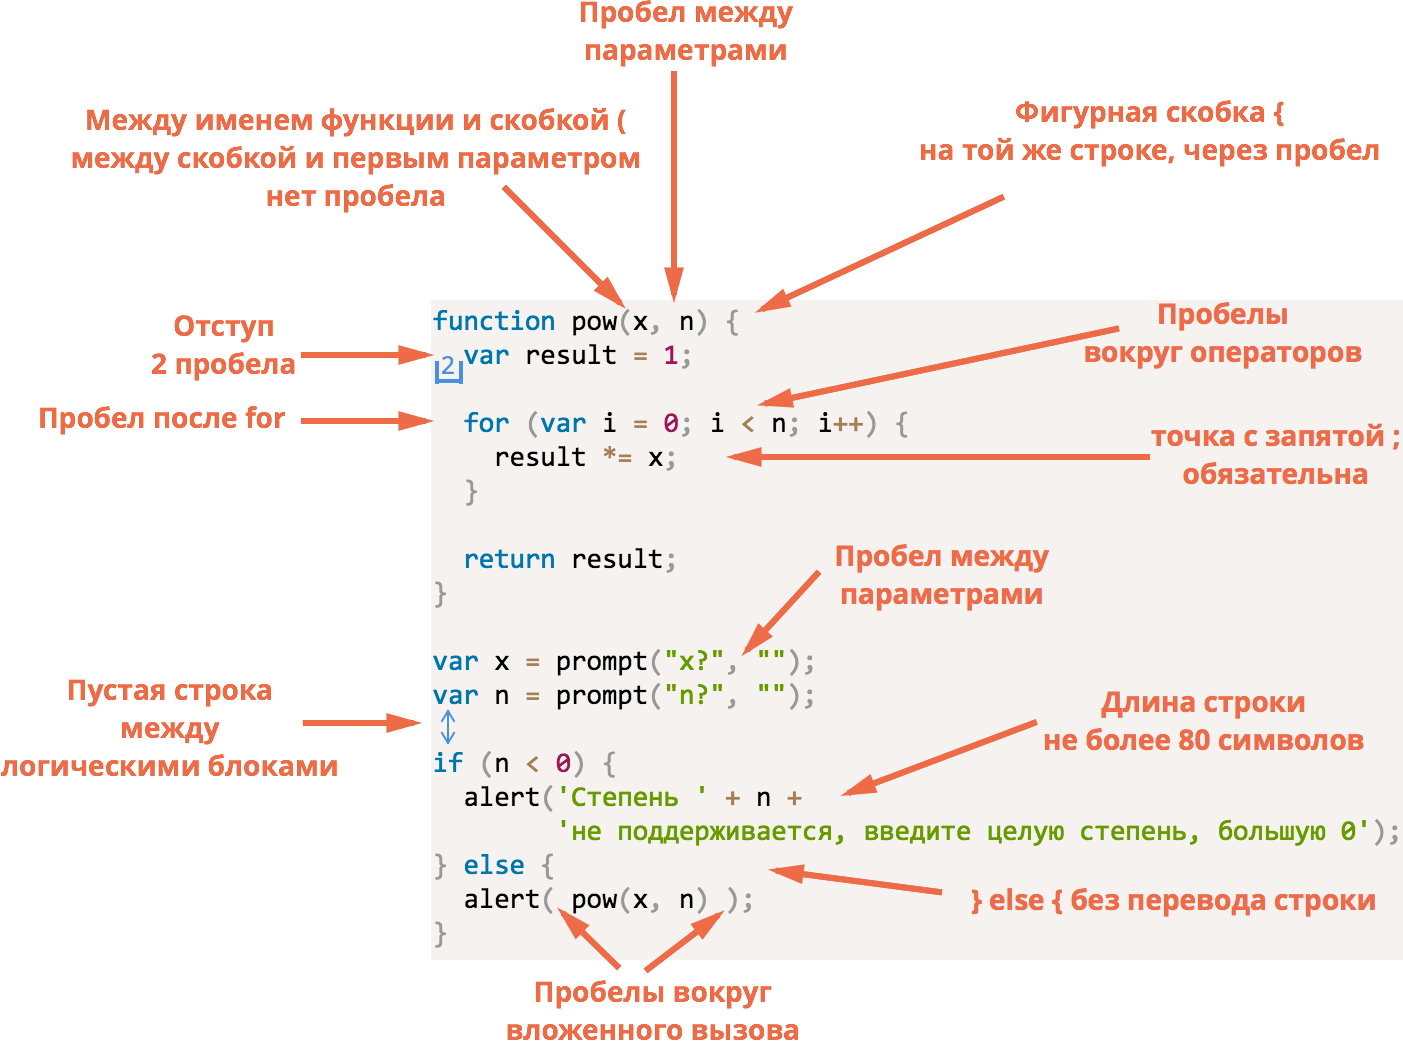 Пробел между
параметрами
Между именем функции и скобкой (
между скобкой и первым параметром
нет пробела
Фигурная скобка {
на той же строке, через пробел
Отступ
2 пробела
Пробел после for
Пробелы
вокруг операторов
точка с запятой ;
обязательна
function pow(x, n) {
  var result = 1;
2
  for (var i = 0; i < n; i++) {
    result *= x;
  }
  return result;
}
Пробел между
параметрами
var x = prompt("x?", "");
var n = prompt("n?", "");
Пустая строка
между
логическими блоками
Длина строки
не более 80 символов
if (n < 0) {
  alert('Степень ' + n +
        'не поддерживается, введите целую степень, большую 0');
} else {
  alert( pow(x, n) );
}
} else { без перевода строки
Пробелы вокруг
вложенного вызова